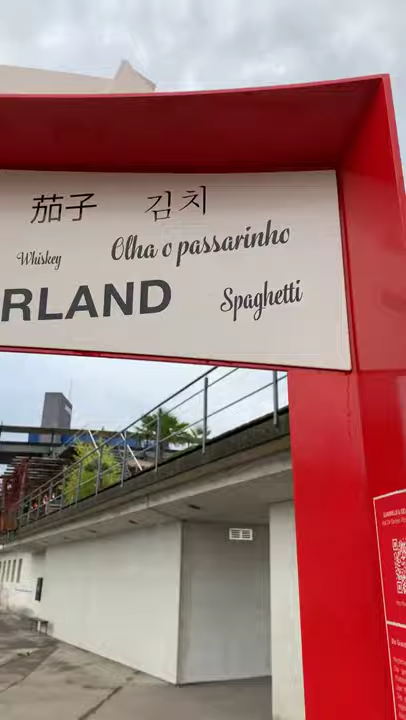 茄子 김치
Whiskey Olha o passarinho
RLAND Spaghetti